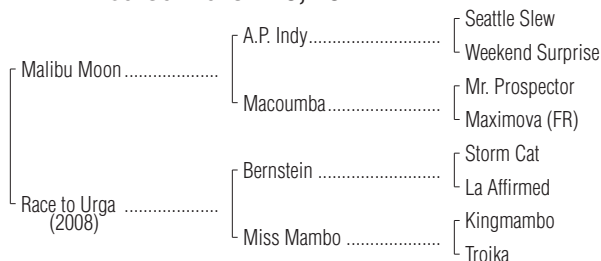 Malibu Moon
Race to Urga
(2008)
A.P. Indy
Macoumba
Bernstein
Miss Mambo
Seattle Slew
Weekend Surprise
Mr. Prospector
Maximova (FR)
Storm Cat
La Affirmed
Kingmambo
Troika